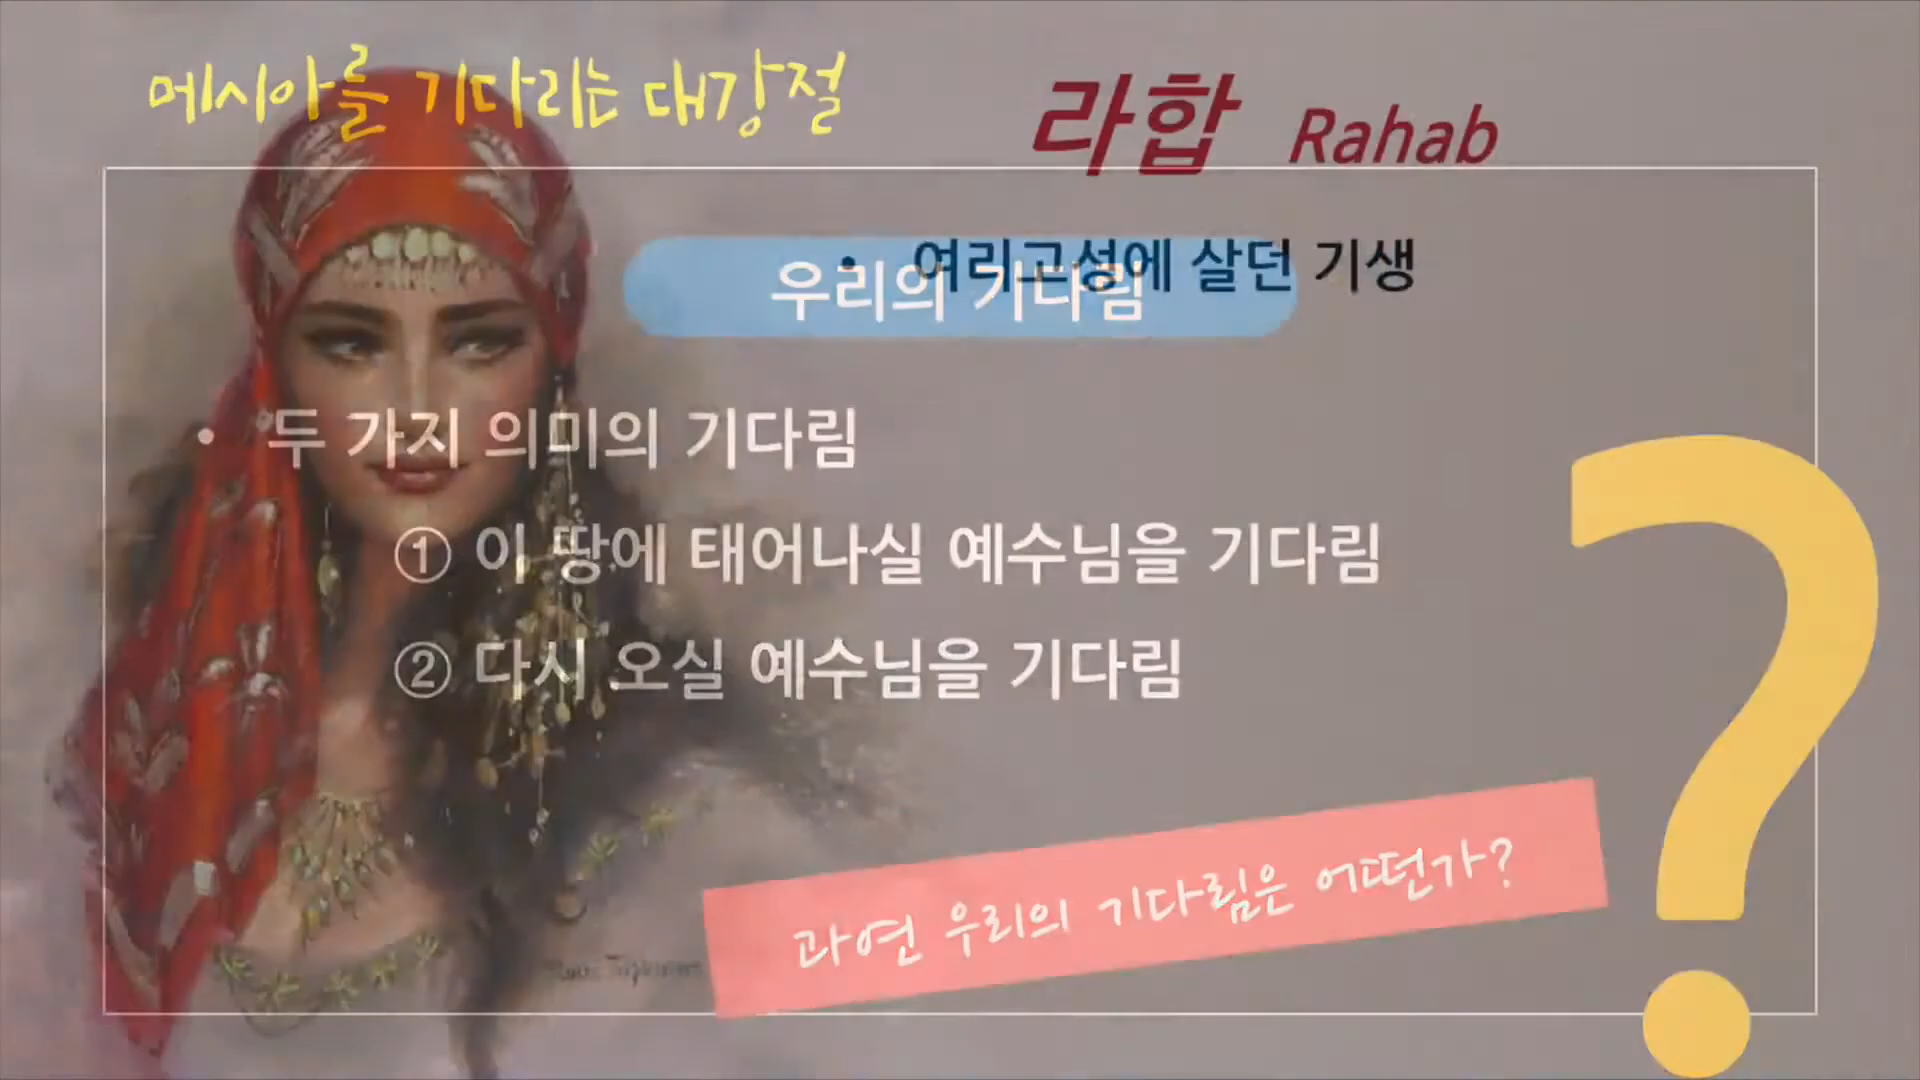 메시아를 기다리는 대강절
라합 Rahab
• 여리고성에 살던 기생
우리의 기다림
• 두 가지 의미의 기다림
① 이 땅에 태어나실 예수님을 기다림
② 다시 오실 예수님을 기다림
과연 우리의 기다림은 어떤가?
?